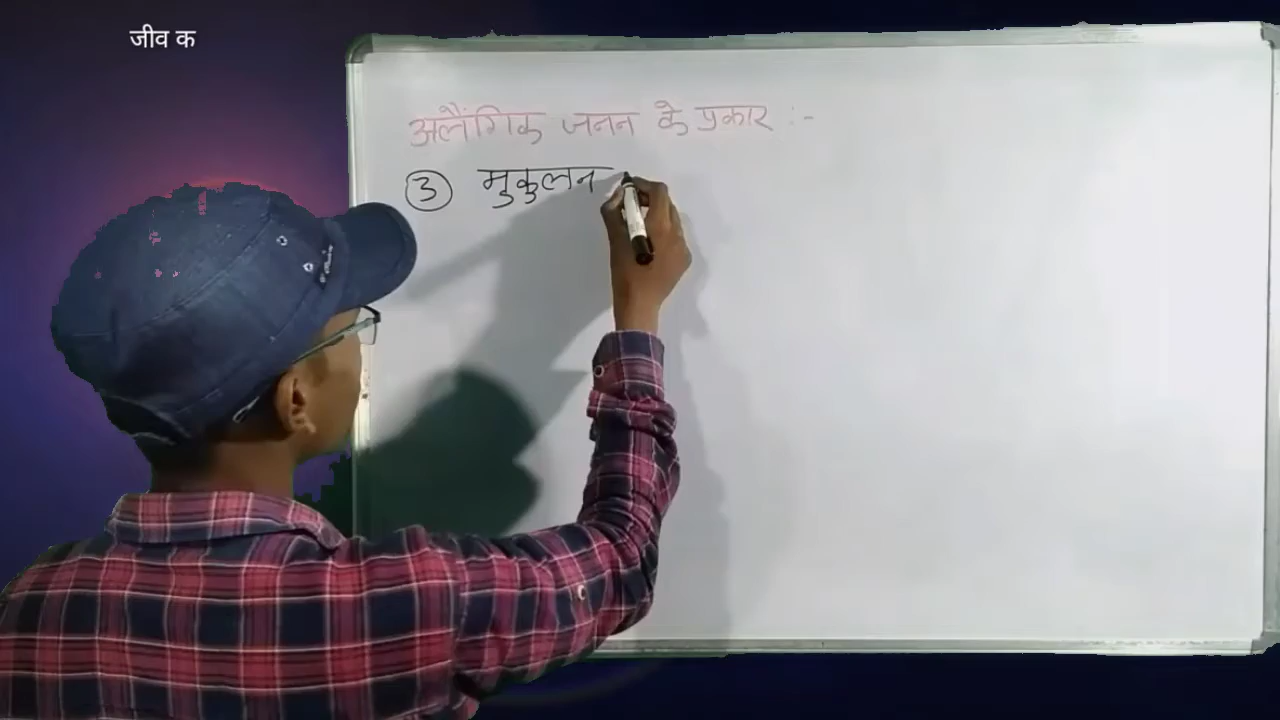 जीव क
अलैंगिक जनन के प्रकार :-
③ मुकुलन